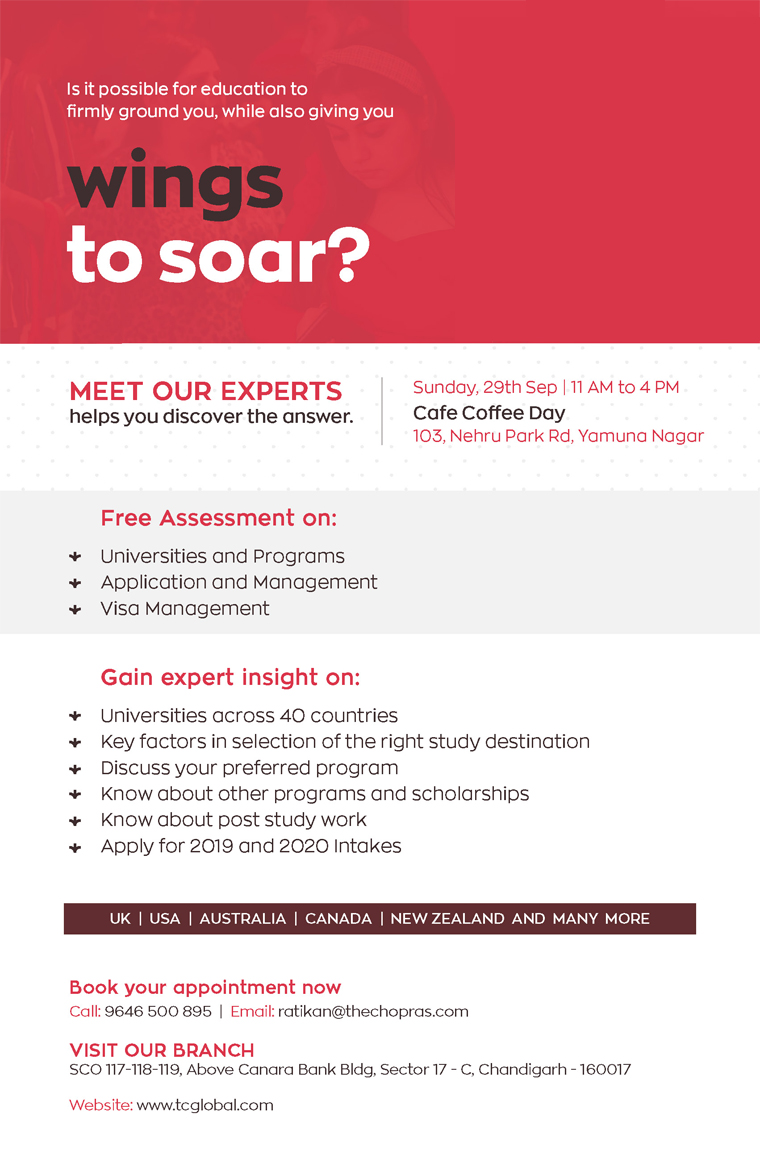 Is it possible for education to
firmly ground you, while also giving you
wings
to soar?
MEET OUR EXPERTS
helps you discover the answer.
Sunday, 29th Sep | 11 AM to 4 PM
Cafe Coffee Day
103, Nehru Park Rd, Yamuna Nagar
Free Assessment on:
Universities and Programs
Application and Management
Visa Management
Gain expert insight on:
Universities across 40 countries
Key factors in selection of the right study destination
Discuss your preferred program
Know about other programs and scholarships
Know about post study work
Apply for 2019 and 2020 Intakes
UK | USA | AUSTRALIA | CANADA | NEW ZEALAND AND MANY MORE
Book your appointment now
Call: 9646 500 895 | Email: ratikan@thechopras.com
VISIT OUR BRANCH
SCO 117-118-119, Above Canara Bank Bldg, Sector 17 - C, Chandigarh - 160017
Website: www.tcglobal.com